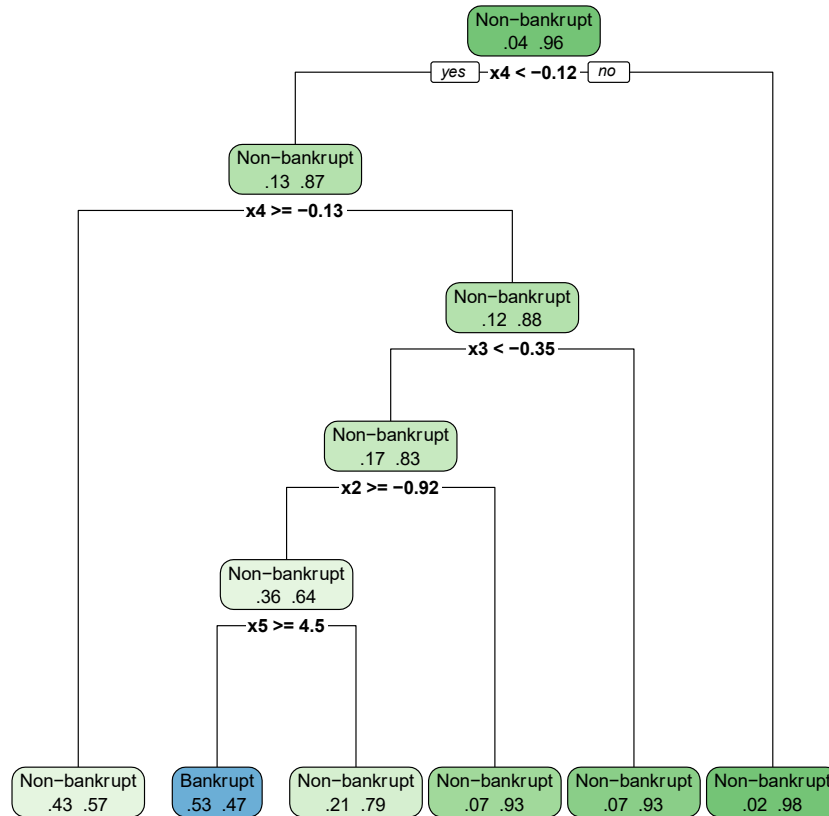 Non−bankrupt
.04 .96
yes x4 < −0.12 no
Non−bankrupt
.13 .87
x4 >= −0.13
Non−bankrupt
.12 .88
x3 < −0.35
Non−bankrupt
.17 .83
x2 >= −0.92
Non−bankrupt
.36 .64
x5 >= 4.5
Non−bankrupt
.43 .57
Bankrupt
.53 .47
Non−bankrupt
.21 .79
Non−bankrupt
.07 .93
Non−bankrupt
.07 .93
Non−bankrupt
.02 .98